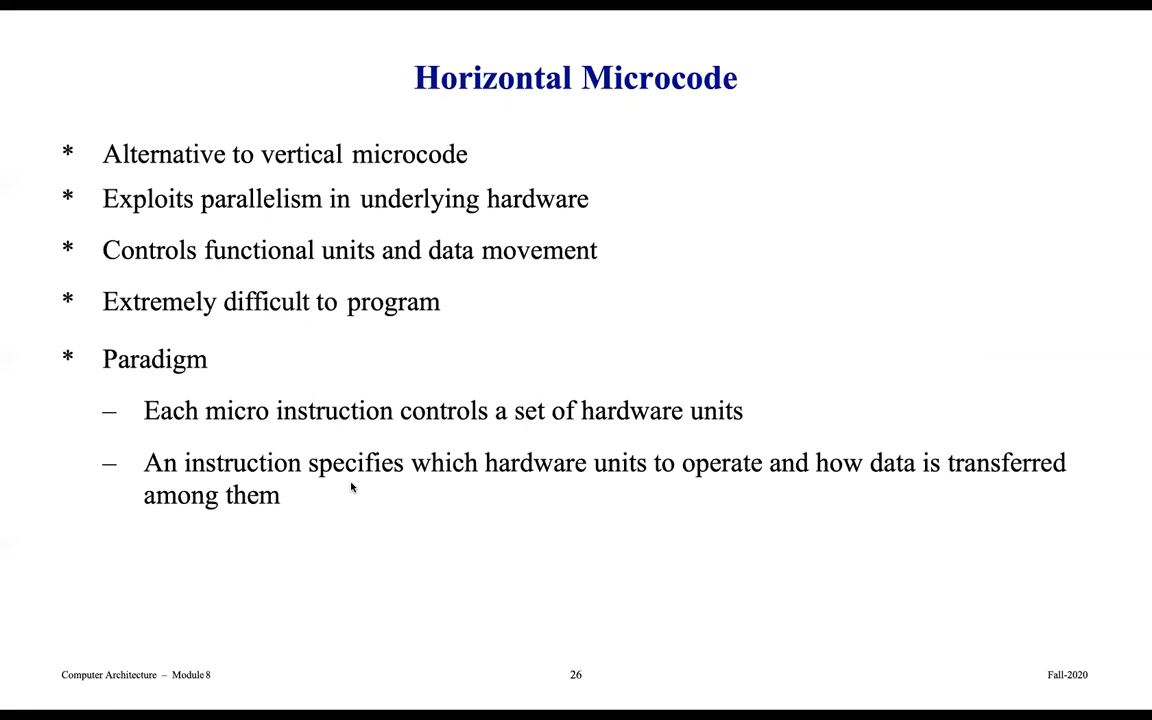 Horizontal Microcode
* Alternative to vertical microcode
* Exploits parallelism in underlying hardware
* Controls functional units and data movement
* Extremely difficult to program
* Paradigm
– Each micro instruction controls a set of hardware units
– An instruction specifies which hardware units to operate and how data is transferred
among them
Computer Architecture – Module 8 26 Fall-2020